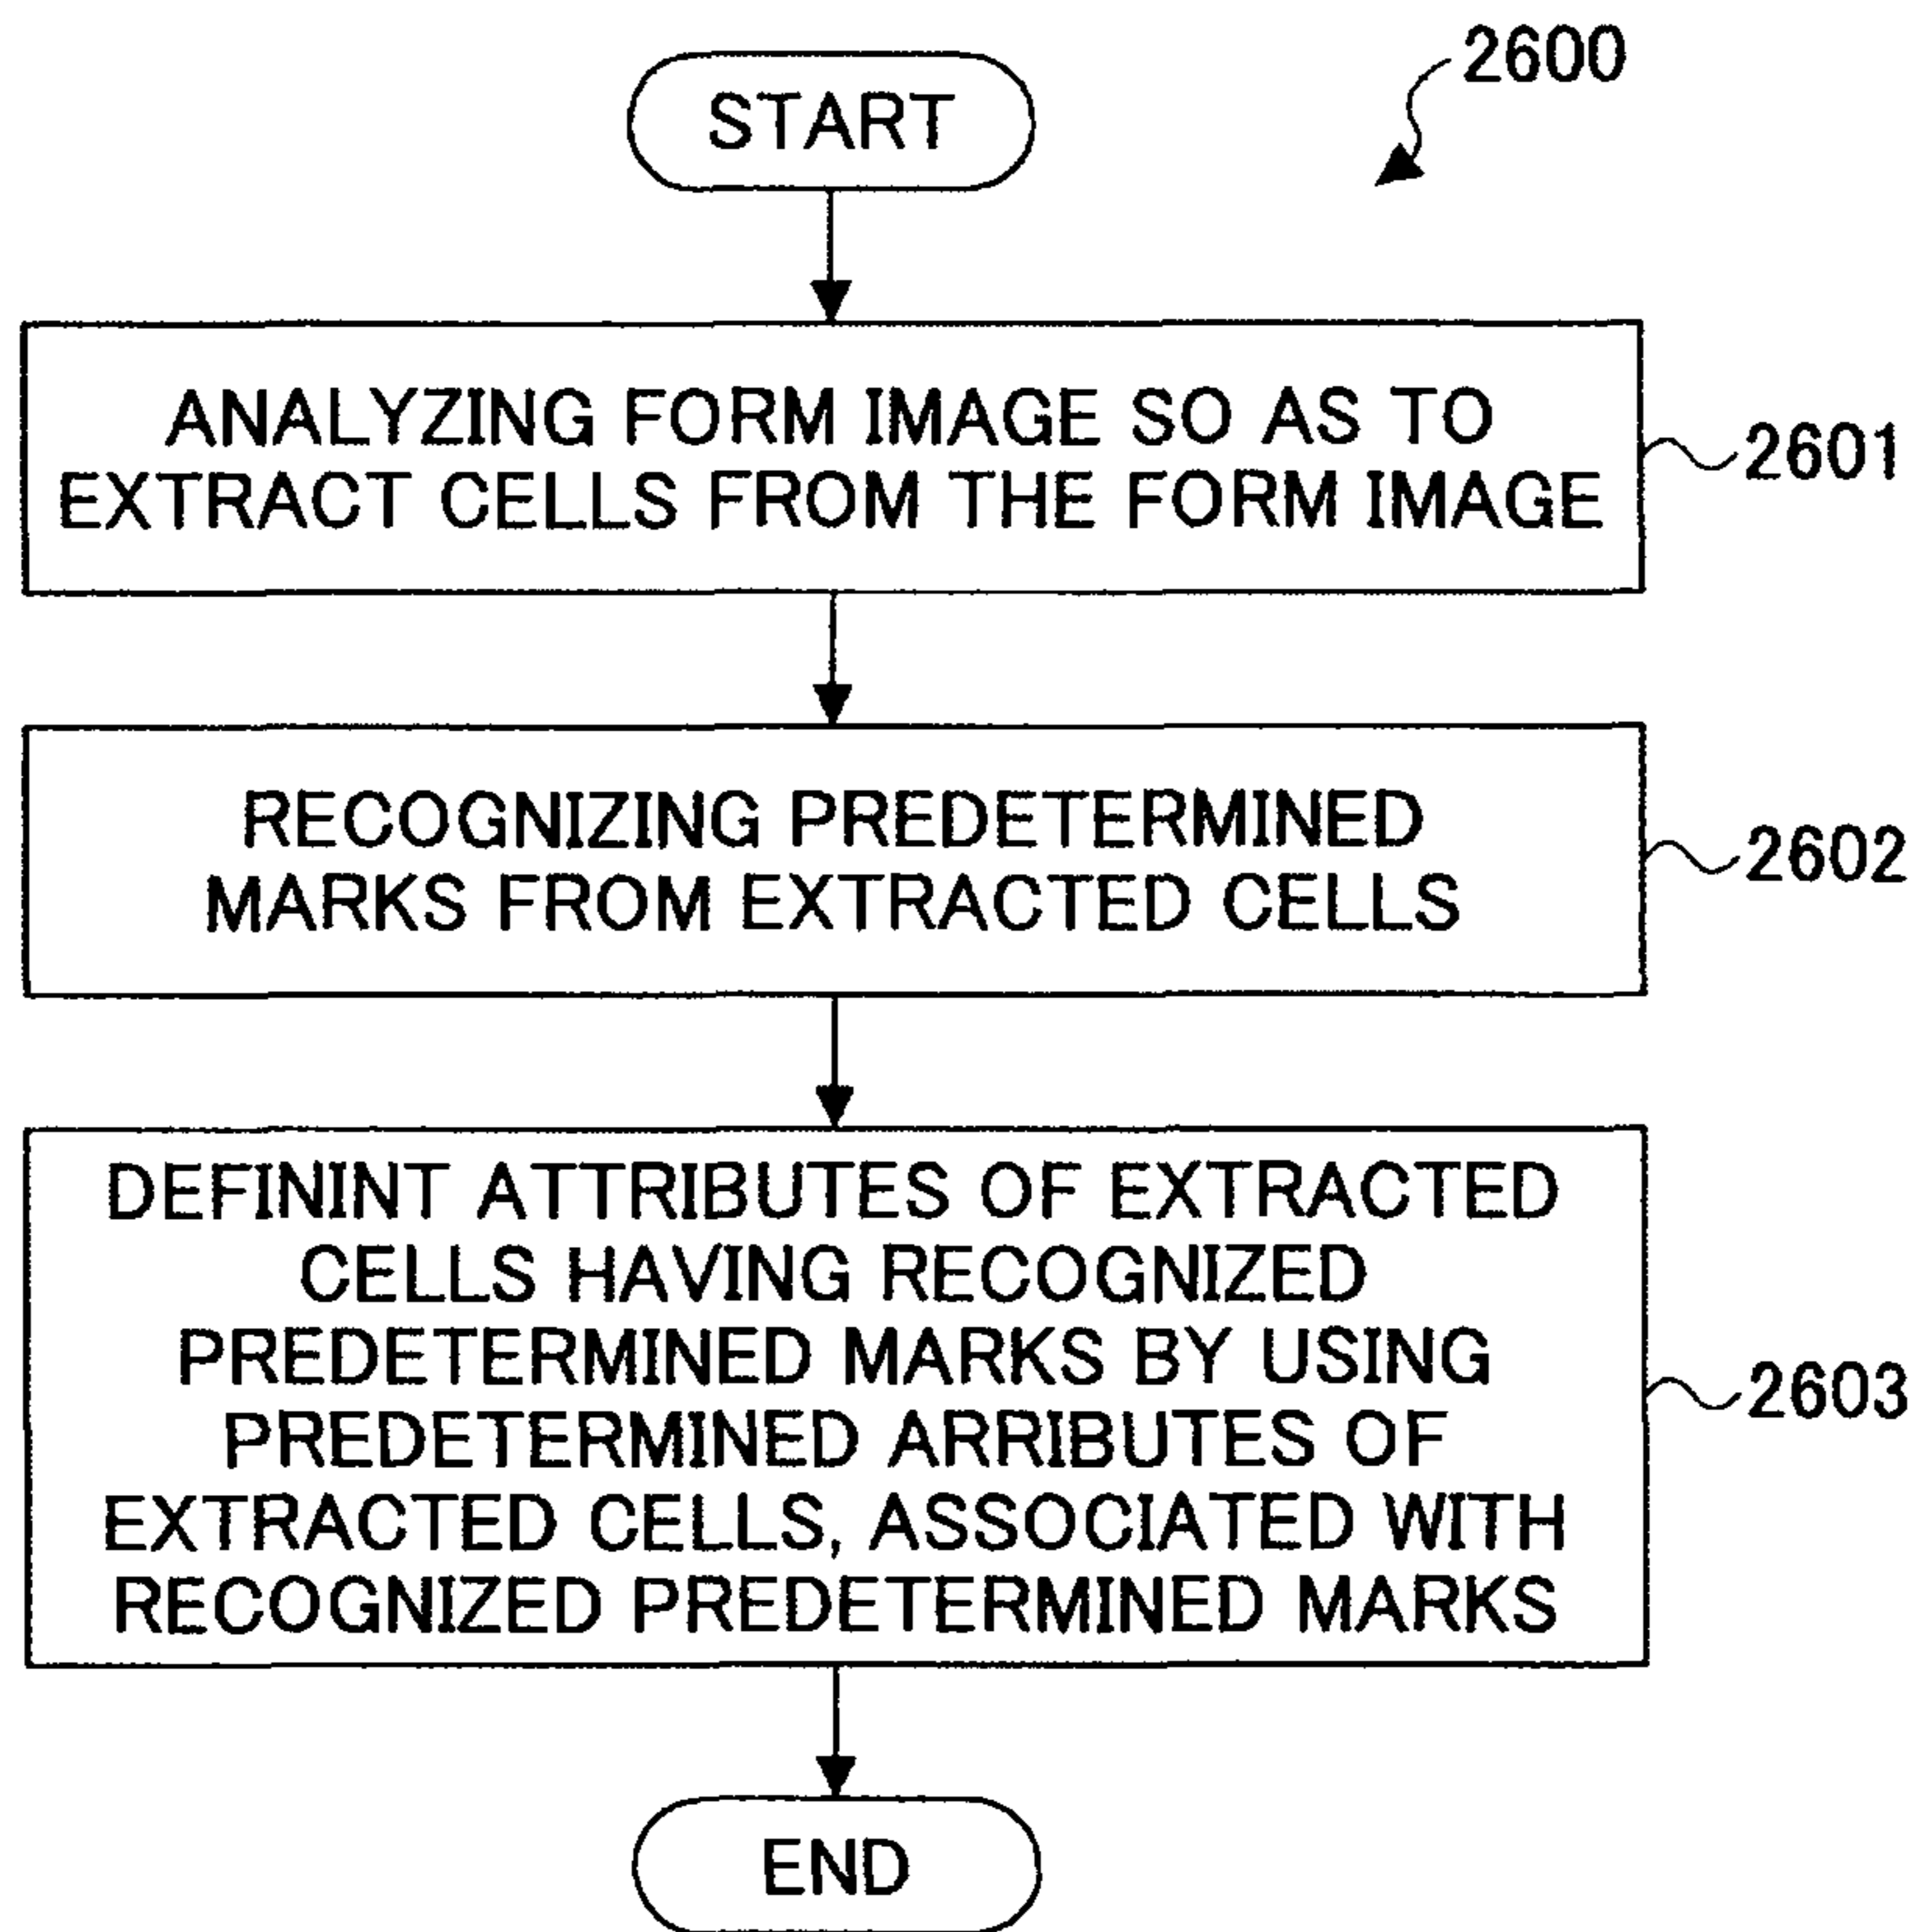 2600
START
ANALYZING FORM IMAGE SO AS TO
EXTRACT CELLS FROM THE FORM IMAGE
2601
RECOGNIZING PREDETERMINED
MARKS FROM EXTRACTED CELLS
2602
DEFININT ATTRIBUTES OF EXTRACTED
CELLS HAVING RECOGNIZED
PREDETERMINED MARKS BY USING
PREDETERMINED ARRIBUTES OF
EXTRACTED CELLS, ASSOCIATED WITH
RECOGNIZED PREDETERMINED MARKS
2603
END